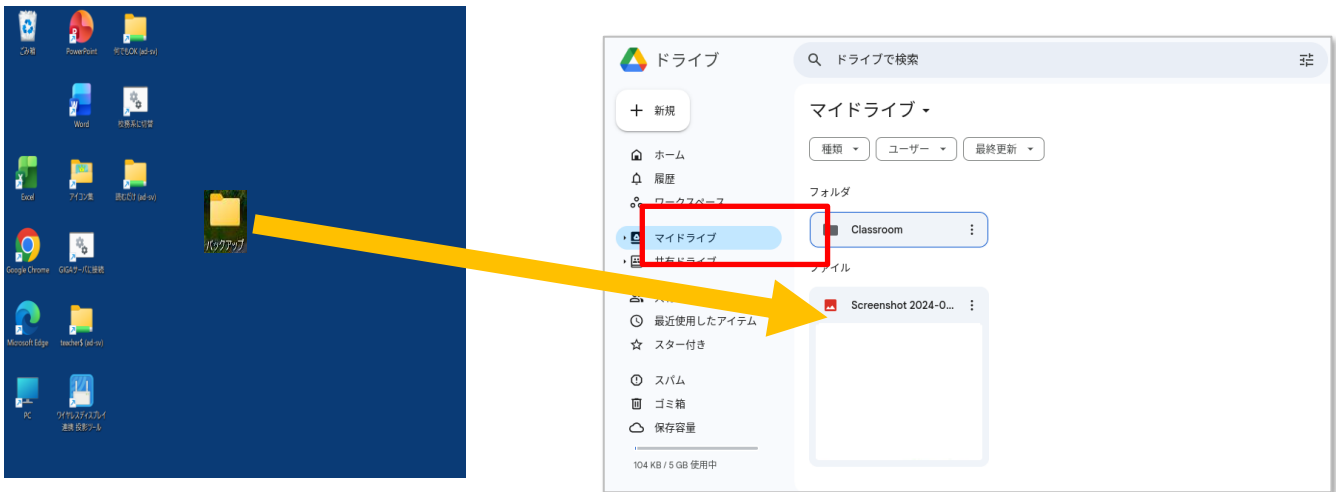 ごみ箱
PowerPoint
何でもOK (ad-sv)
Word
校務系に切替
Excel
アイコン集
読むだけ (ad-sv)
バックアップ
Google Chrome
GIGAサーバに接続
Microsoft Edge
teacher$ (ad-sv)
PC
ワイヤレスディスプレイ
連携 投影ツール
ドライブ
ドライブで検索
新規
マイドライブ
種類
ユーザー
最終更新
ホーム
履歴
ワークスペース
マイドライブ
共有ドライブ
最近使用したアイテム
スター付き
スパム
ゴミ箱
保存容量
104 KB / 5 GB 使用中
フォルダ
Classroom
ファイル
Screenshot 2024-0...